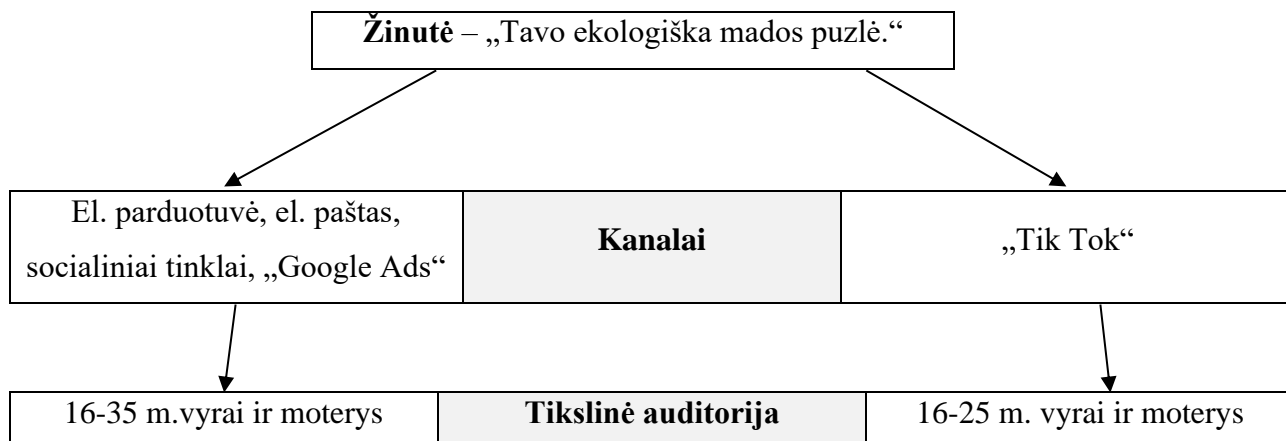 Žinutė – „Tavo ekologiška mados puzlė.“
El. parduotuvė, el. paštas,
socialiniai tinklai, „Google Ads“
Kanalai
„Tik Tok“
16-35 m.vyrai ir moterys
Tikslinė auditorija
16-25 m. vyrai ir moterys